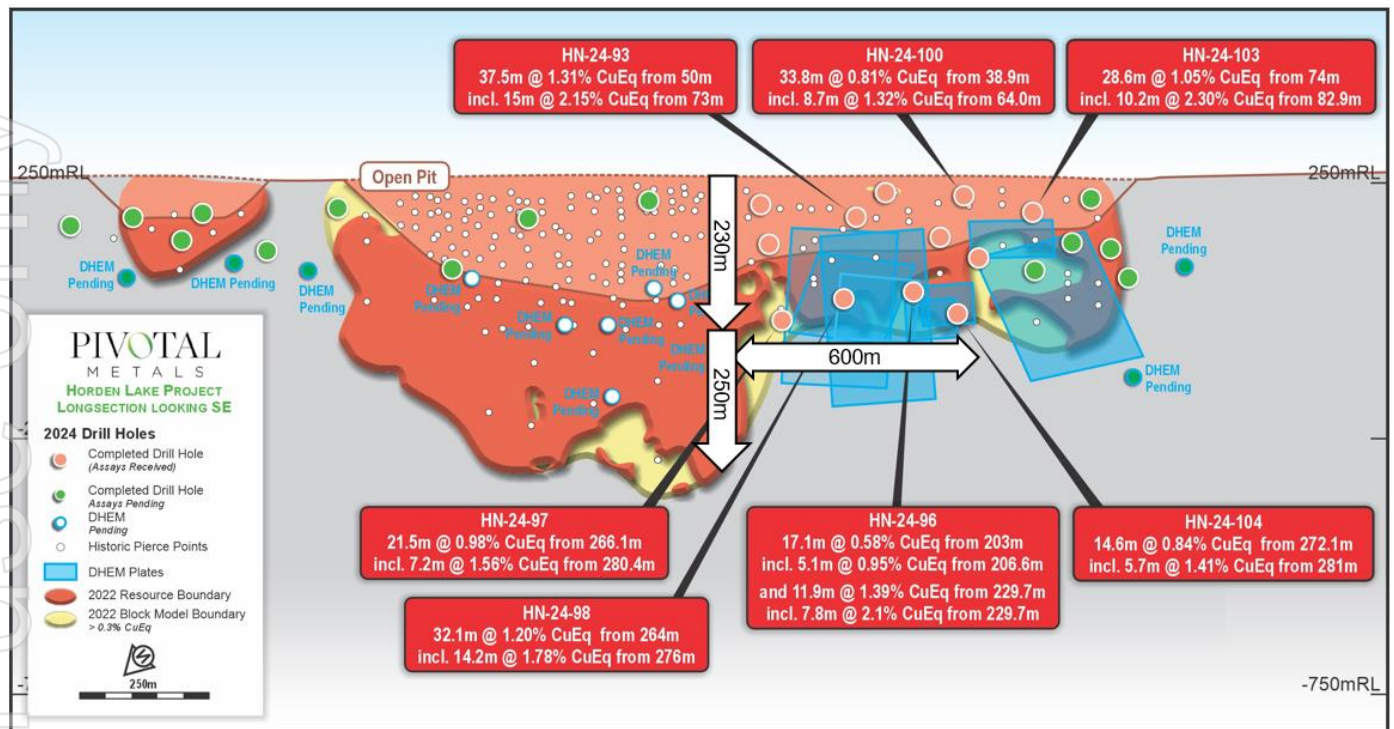 HN-24-93
37.5m @ 1.31% CuEq from 50m
incl. 15m @ 2.15% CuEq from 73m
HN-24-100
33.8m @ 0.81% CuEq from 38.9m
incl. 8.7m @ 1.32% CuEq from 64.0m
HN-24-103
28.6m @ 1.05% CuEq from 74m
incl. 10.2m @ 2.30% CuEq from 82.9m
250mRL
Open Pit
250mRL
230m
250m
600m
DHEM
Pending
DHEM Pending
DHEM
Pending
DHEM
Pending
DHEM
Pending
DHEM
Pending
DHEM
Pending
DHEM
Pending
DHEM
Pending
DHEM
Pending
DHEM
Pending
PIVOTAL
METALS
HORDEN LAKE PROJECT
LONGSECTION LOOKING SE
2024 Drill Holes
Completed Drill Hole
(Assays Received)
Completed Drill Hole
Assays Pending
DHEM
Pending
Historic Pierce Points
DHEM Plates
2022 Resource Boundary
2022 Block Model Boundary
> 0.3% CuEq
250m
HN-24-97
21.5m @ 0.98% CuEq from 266.1m
incl. 7.2m @ 1.56% CuEq from 280.4m
HN-24-98
32.1m @ 1.20% CuEq from 264m
incl. 14.2m @ 1.78% CuEq from 276m
HN-24-96
17.1m @ 0.58% CuEq from 203m
incl. 5.1m @ 0.95% CuEq from 206.6m
and 11.9m @ 1.39% CuEq from 229.7m
incl. 7.8m @ 2.1% CuEq from 229.7m
HN-24-104
14.6m @ 0.84% CuEq from 272.1m
incl. 5.7m @ 1.41% CuEq from 281m
-750mRL